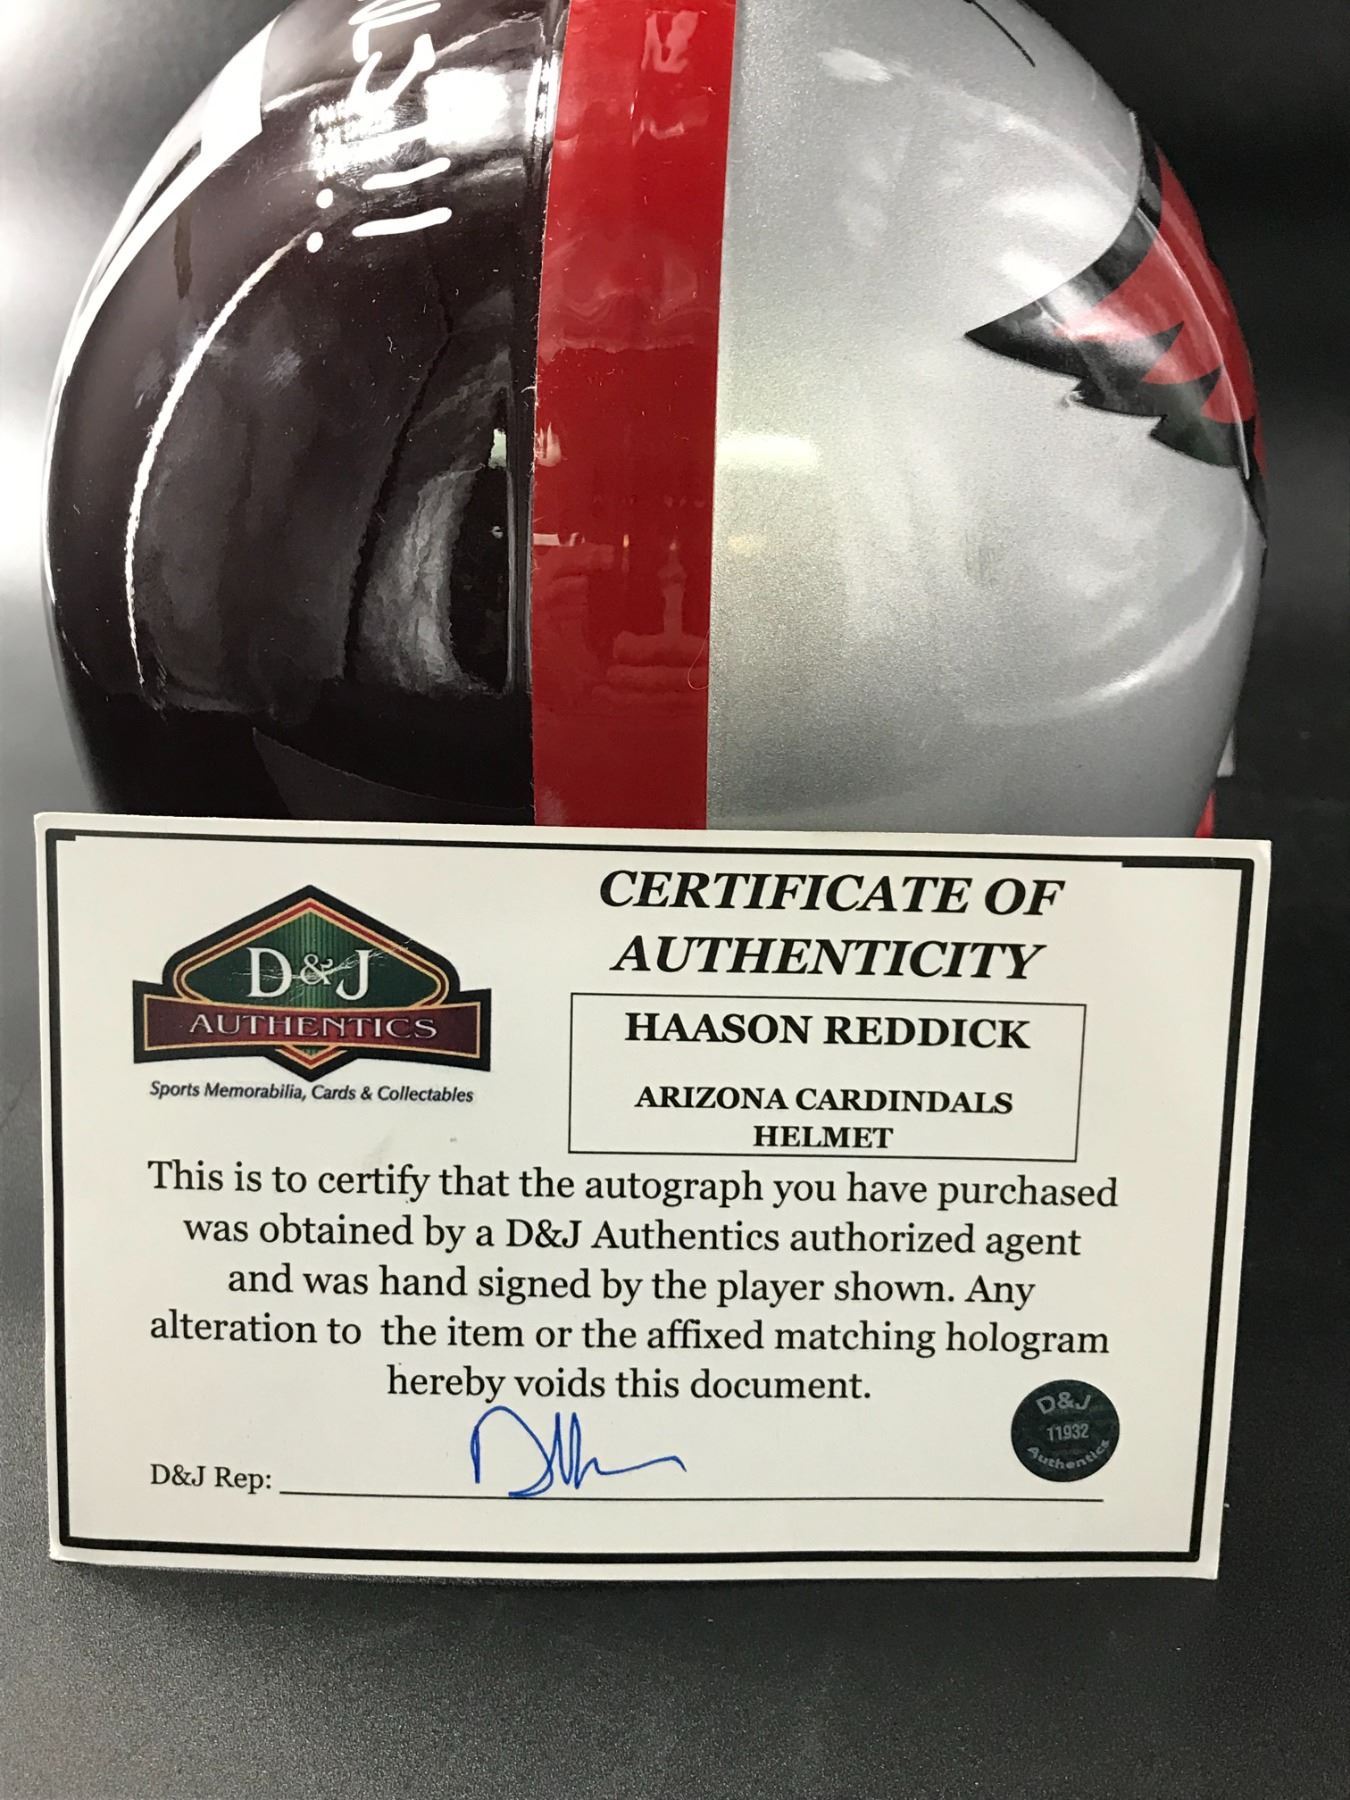 CERTIFICATE OF
AUTHENTICITY
D&J
AUTHENTICS
Sports Memorabilia, Cards & Collectables
HAASON REDDICK
ARIZONA CARDINDALS
HELMET
This is to certify that the autograph you have purchased
was obtained by a D&J Authentics authorized agent
and was hand signed by the player shown. Any
alteration to the item or the affixed matching hologram
hereby voids this document.
D&J Rep:
D&J
11932
Authentics